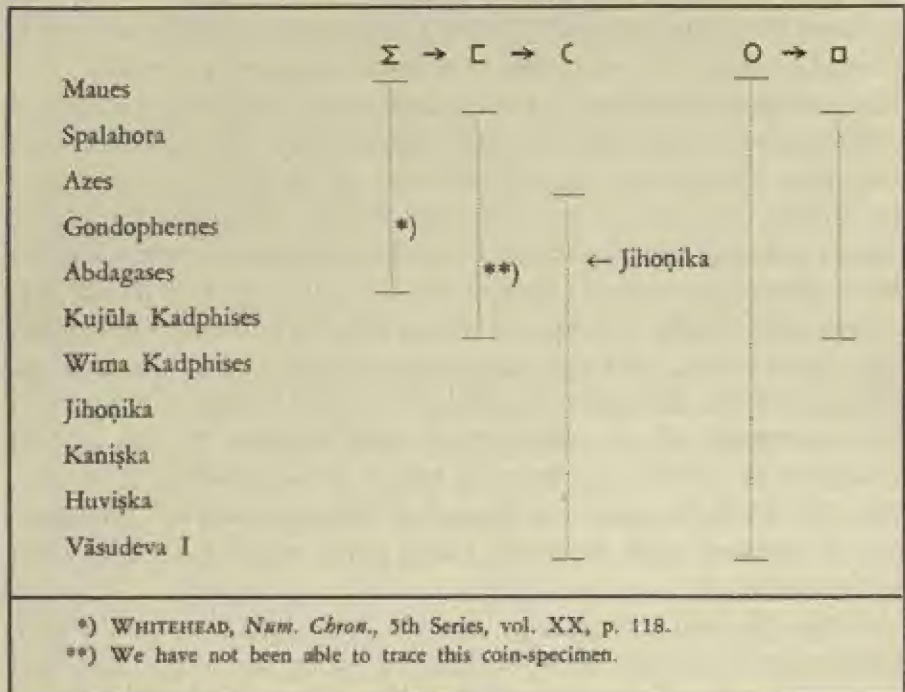 Σ → ⊏ → ( O → □
Maues
Spalahora
Azes
Gondophernes *)
Abdagases **) ← Jihoṇika
Kujūla Kadphises
Wima Kadphises
Jihoṇika
Kaniṣka
Huviṣka
Vāsudeva I
*) WHITEHEAD, Num. Chron., 5th Series, vol. XX, p. 118.
**) We have not been able to trace this coin-specimen.